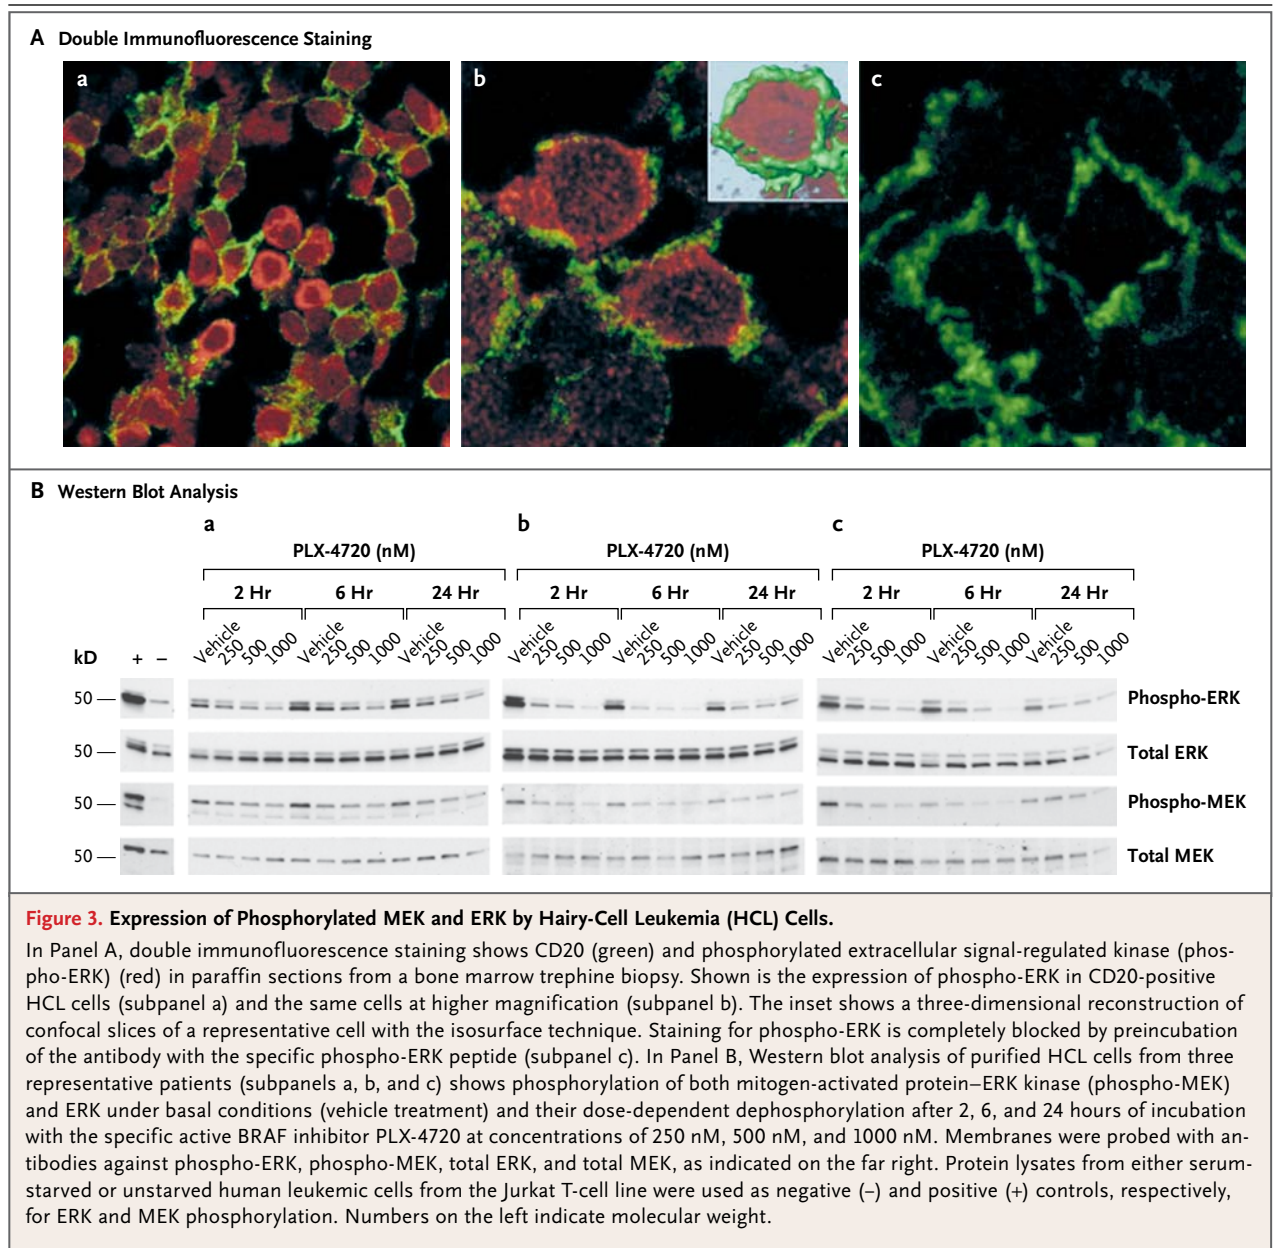 A Double Immunofluorescence Staining
a
b
c
B Western Blot Analysis
a b c
PLX-4720 (nM) PLX-4720 (nM) PLX-4720 (nM)
2 Hr 6 Hr 24 Hr 2 Hr 6 Hr 24 Hr 2 Hr 6 Hr 24 Hr
kD + – Vehicle 250 500 1000 Vehicle 250 500 1000 Vehicle 250 500 1000 Vehicle 250 500 1000 Vehicle 250 500 1000 Vehicle 250 500 1000 Vehicle 250 500 1000 Vehicle 250 500 1000 Vehicle 250 500 1000
50 — Phospho-ERK
50 — Total ERK
50 — Phospho-MEK
50 — Total MEK
Figure 3. Expression of Phosphorylated MEK and ERK by Hairy-Cell Leukemia (HCL) Cells.
In Panel A, double immunofluorescence staining shows CD20 (green) and phosphorylated extracellular signal-regulated kinase (phos-
pho-ERK) (red) in paraffin sections from a bone marrow trephine biopsy. Shown is the expression of phospho-ERK in CD20-positive
HCL cells (subpanel a) and the same cells at higher magnification (subpanel b). The inset shows a three-dimensional reconstruction of
confocal slices of a representative cell with the isosurface technique. Staining for phospho-ERK is completely blocked by preincubation
of the antibody with the specific phospho-ERK peptide (subpanel c). In Panel B, Western blot analysis of purified HCL cells from three
representative patients (subpanels a, b, and c) shows phosphorylation of both mitogen-activated protein–ERK kinase (phospho-MEK)
and ERK under basal conditions (vehicle treatment) and their dose-dependent dephosphorylation after 2, 6, and 24 hours of incubation
with the specific active BRAF inhibitor PLX-4720 at concentrations of 250 nM, 500 nM, and 1000 nM. Membranes were probed with an-
tibodies against phospho-ERK, phospho-MEK, total ERK, and total MEK, as indicated on the far right. Protein lysates from either serum-
starved or unstarved human leukemic cells from the Jurkat T-cell line were used as negative (–) and positive (+) controls, respectively,
for ERK and MEK phosphorylation. Numbers on the left indicate molecular weight.